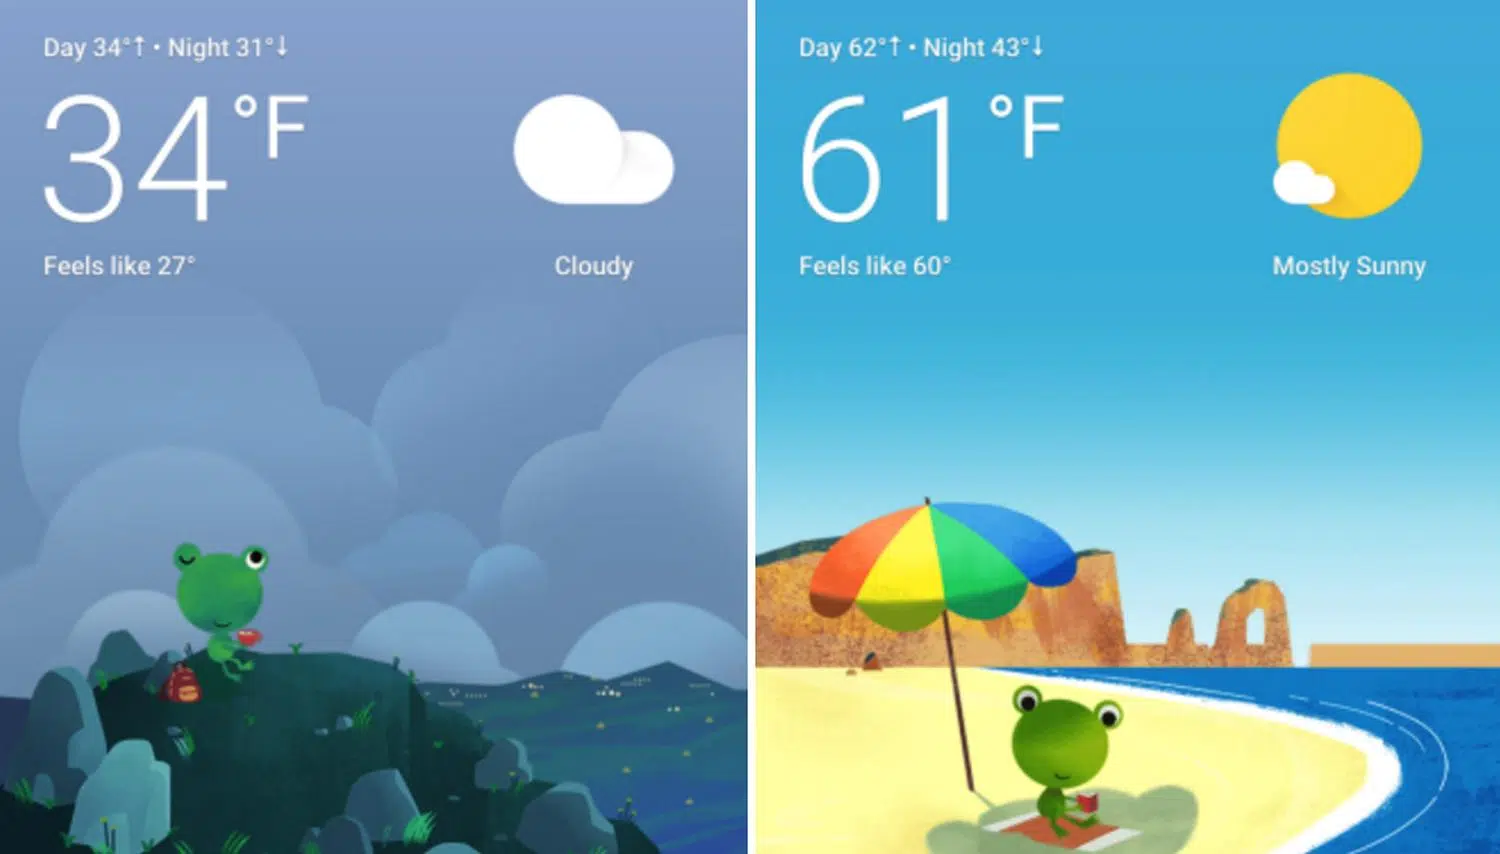 Day 34°↑ • Night 31°↓
34°F
Feels like 27°
Cloudy
Day 62°↑ • Night 43°↓
61°F
Feels like 60°
Mostly Sunny